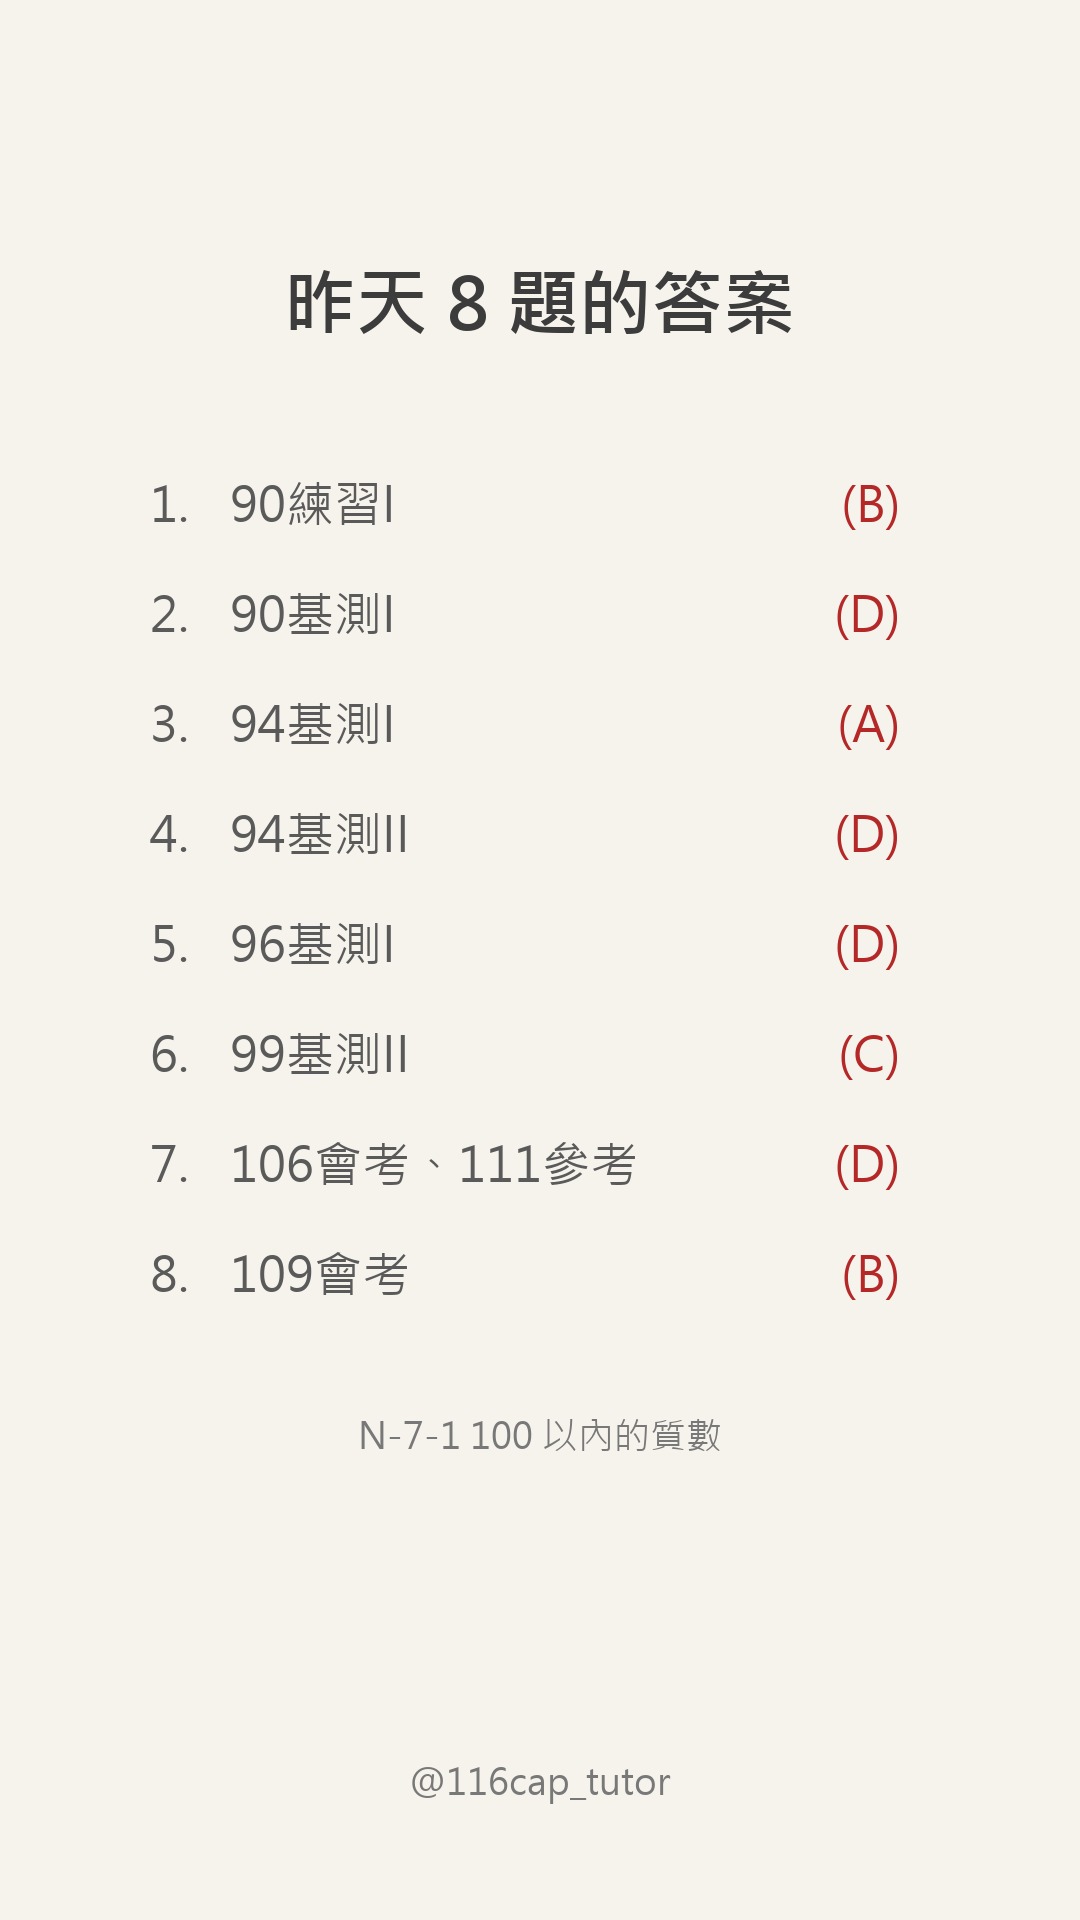 昨天 8 題的答案
1. 90練習I (B)
2. 90基測I (D)
3. 94基測I (A)
4. 94基測II (D)
5. 96基測I (D)
6. 99基測II (C)
7. 106會考、111參考 (D)
8. 109會考 (B)
N-7-1 100 以內的質數
@116cap_tutor